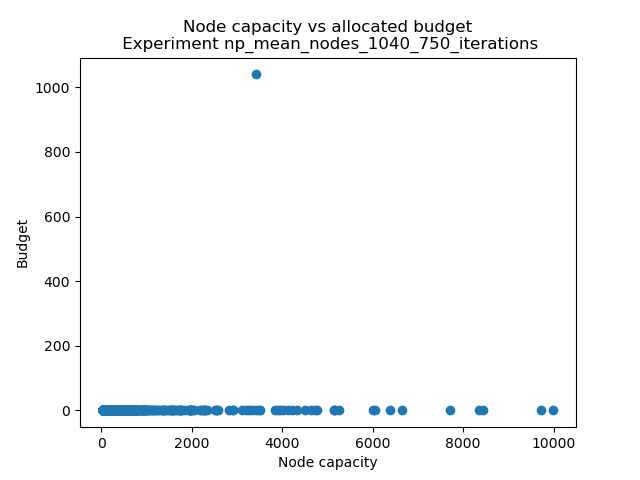 Node capacity vs allocated budget
Experiment np_mean_nodes_1040_750_iterations
1000
800
600
400
200
0
Budget
0 2000 4000 6000 8000 10000
Node capacity